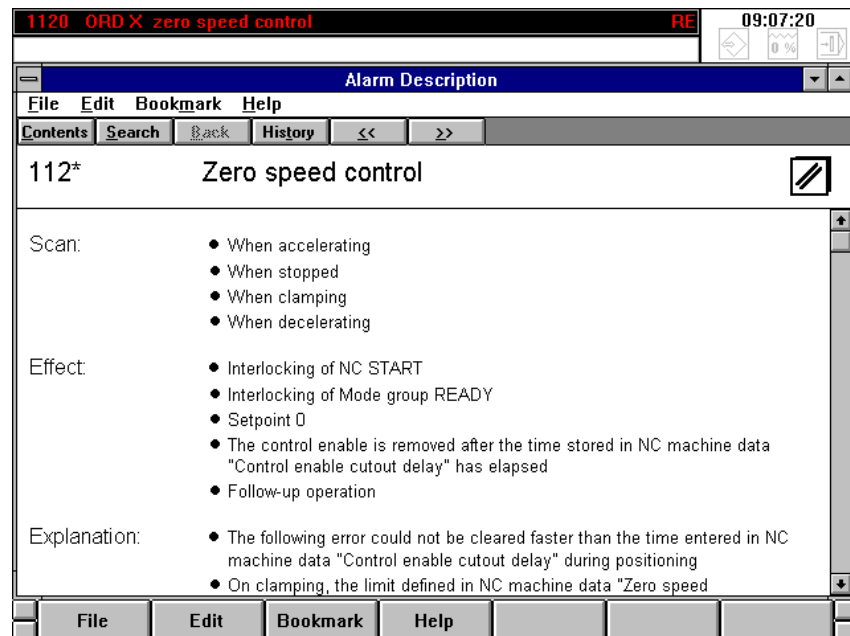 1120 ORD X zero speed control RE 09:07:20
0 %
Alarm Description
File Edit Bookmark Help
Contents Search Back History << >>
112* Zero speed control
Scan: ● When accelerating
● When stopped
● When clamping
● When decelerating
Effect: ● Interlocking of NC START
● Interlocking of Mode group READY
● Setpoint 0
● The control enable is removed after the time stored in NC machine data
"Control enable cutout delay" has elapsed
● Follow-up operation
Explanation: ● The following error could not be cleared faster than the time entered in NC
machine data "Control enable cutout delay" during positioning
● On clamping, the limit defined in NC machine data "Zero speed
File Edit Bookmark Help